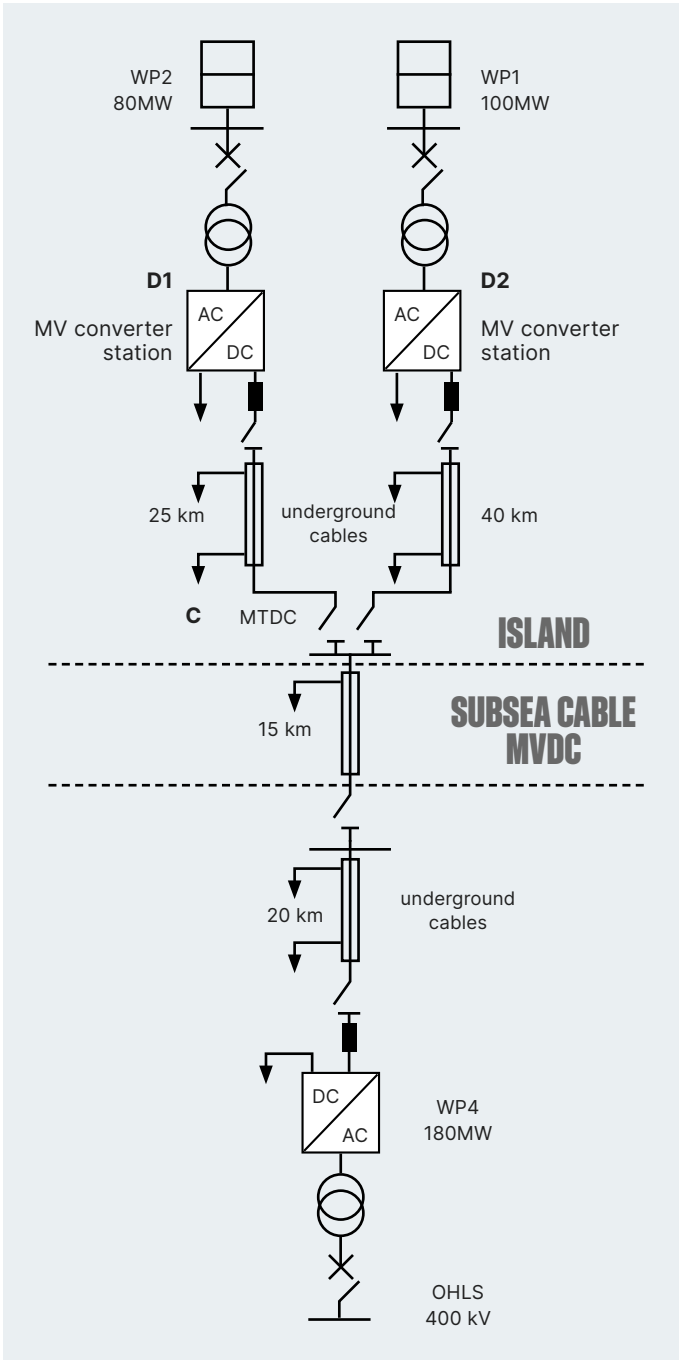 WP2
80MW
WP1
100MW
D1
D2
AC
DC
AC
DC
MV converter
station
MV converter
station
25 km
underground
cables
40 km
C
MTDC
ISLAND
15 km
SUBSEA CABLE
MVDC
20 km
underground
cables
DC
AC
WP4
180MW
OHLS
400 kV